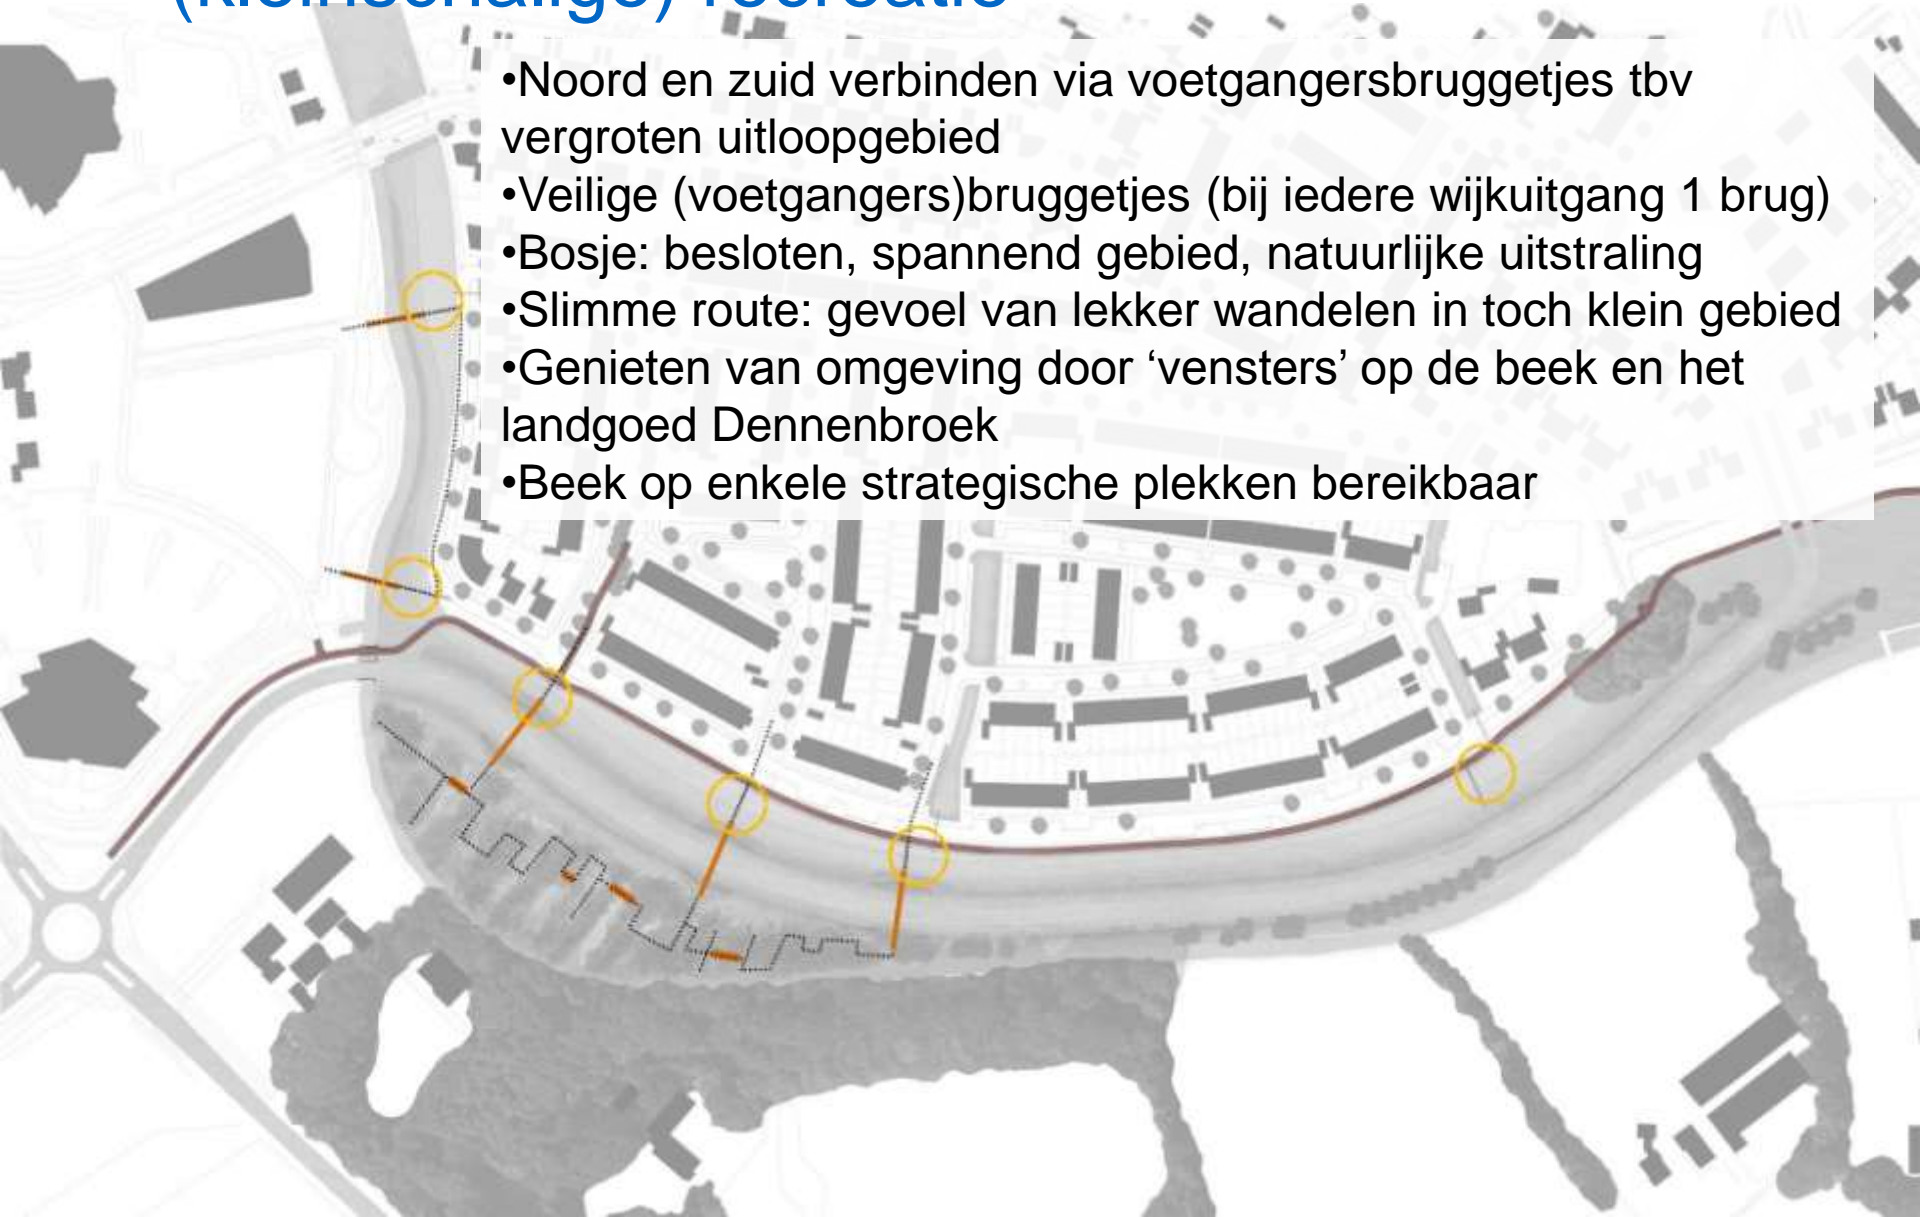 (kleinschalige) recreatie
•Noord en zuid verbinden via voetgangersbruggetjes tbv
vergroten uitloopgebied
•Veilige (voetgangers)bruggetjes (bij iedere wijkuitgang 1 brug)
•Bosje: besloten, spannend gebied, natuurlijke uitstraling
•Slimme route: gevoel van lekker wandelen in toch klein gebied
•Genieten van omgeving door ‘vensters’ op de beek en het
landgoed Dennenbroek
•Beek op enkele strategische plekken bereikbaar